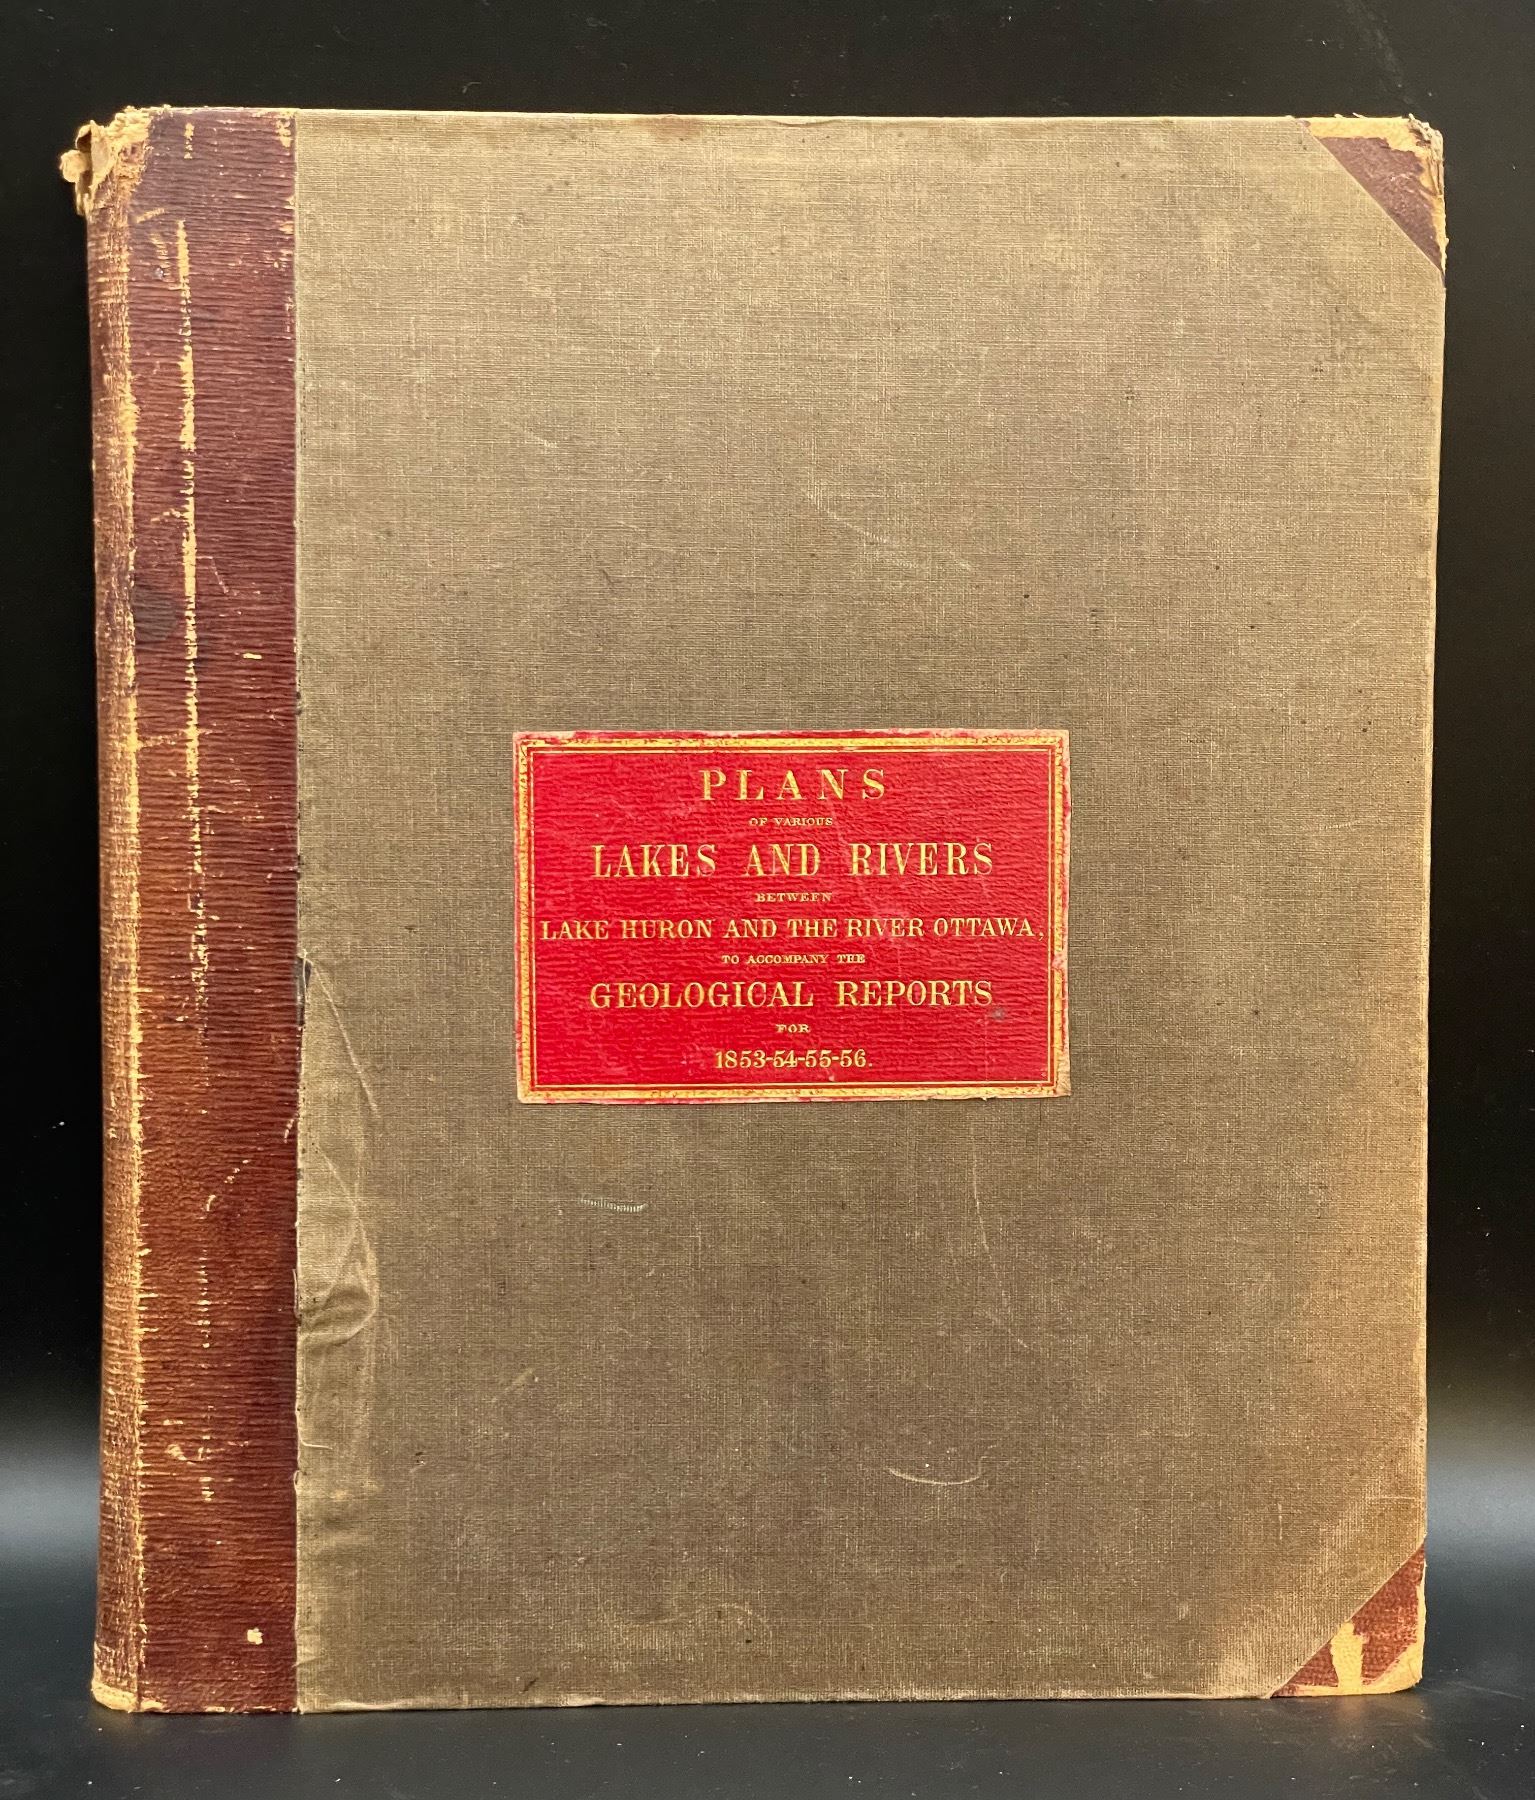 PLANS
OF VARIOUS
LAKES AND RIVERS
BETWEEN
LAKE HURON AND THE RIVER OTTAWA,
TO ACCOMPANY THE
GEOLOGICAL REPORTS
FOR
1853-54-55-56.